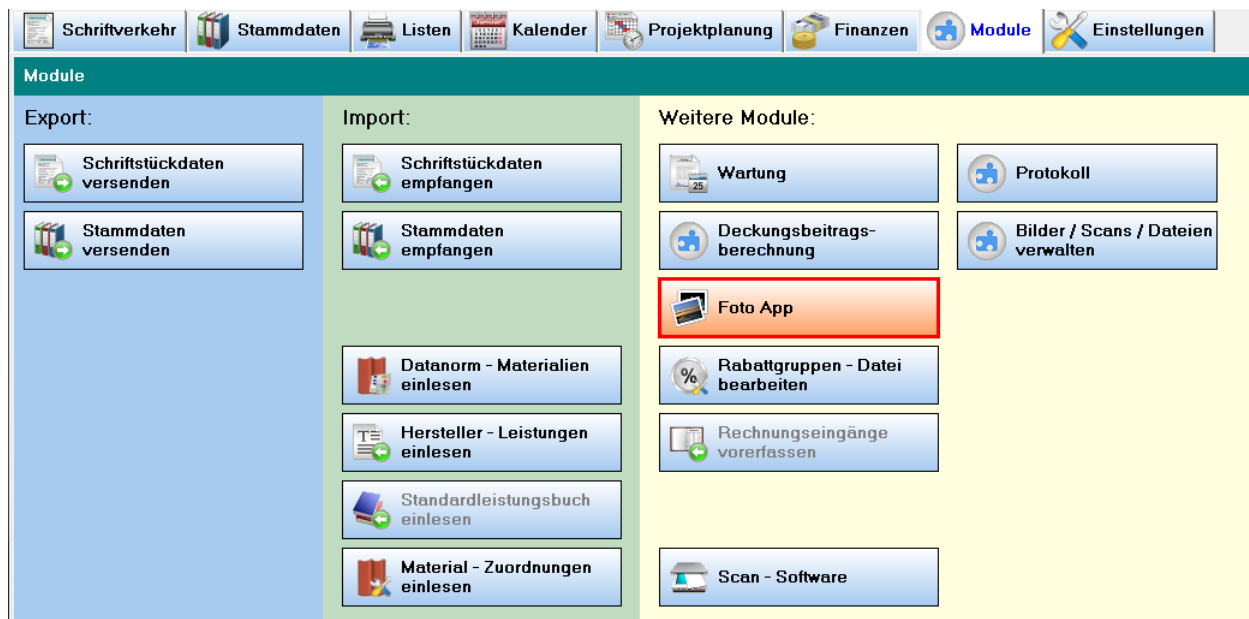 Schriftverkehr Stammdaten Listen Kalender Projektplanung Finanzen Module Einstellungen
Module
Export:
Schriftstückdaten
versenden
Stammdaten
versenden
Import:
Schriftstückdaten
empfangen
Stammdaten
empfangen
Datanorm - Materialien
einlesen
Hersteller - Leistungen
einlesen
Standardleistungsbuch
einlesen
Material - Zuordnungen
einlesen
Weitere Module:
Wartung
Deckungsbeitrags-
berechnung
Foto App
Rabattgruppen - Datei
bearbeiten
Rechnungseingänge
vorerfassen
Scan - Software
Protokoll
Bilder / Scans / Dateien
verwalten
25
%
T